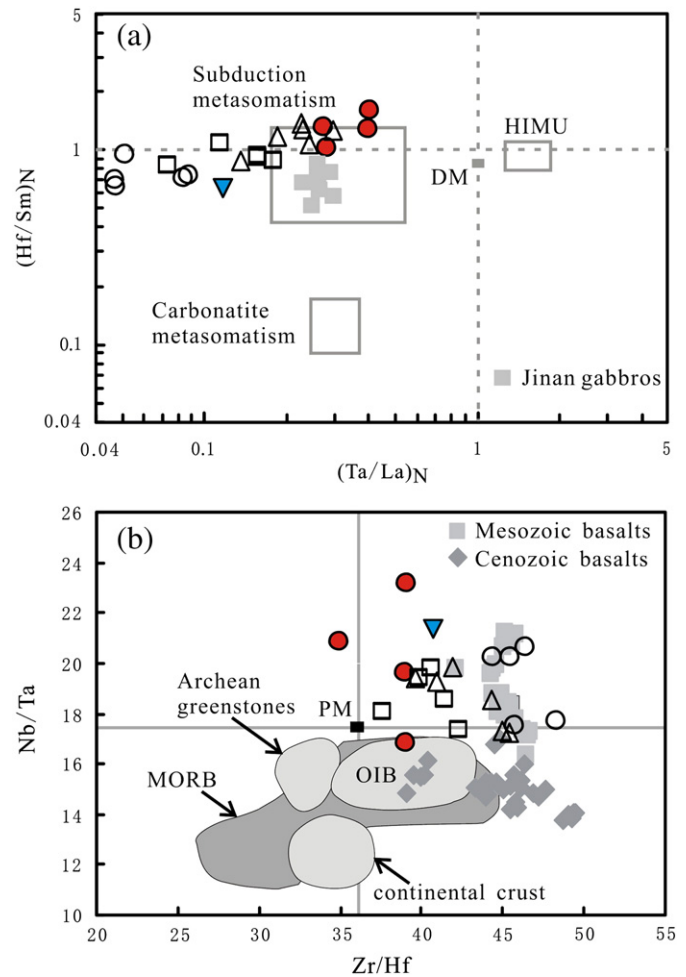 (a)
5
Subduction
metasomatism
HIMU
1
DM
(Hf/Sm)N
Carbonatite
metasomatism
0.1
Jinan gabbros
0.04
0.04 0.1 1 5
(Ta/La)N
(b)
26
Mesozoic basalts
Cenozoic basalts
24
22
20
Archean
greenstones
PM
18
Nb/Ta
16
OIB
MORB
14
12
continental crust
10
20 25 30 35 40 45 50 55
Zr/Hf